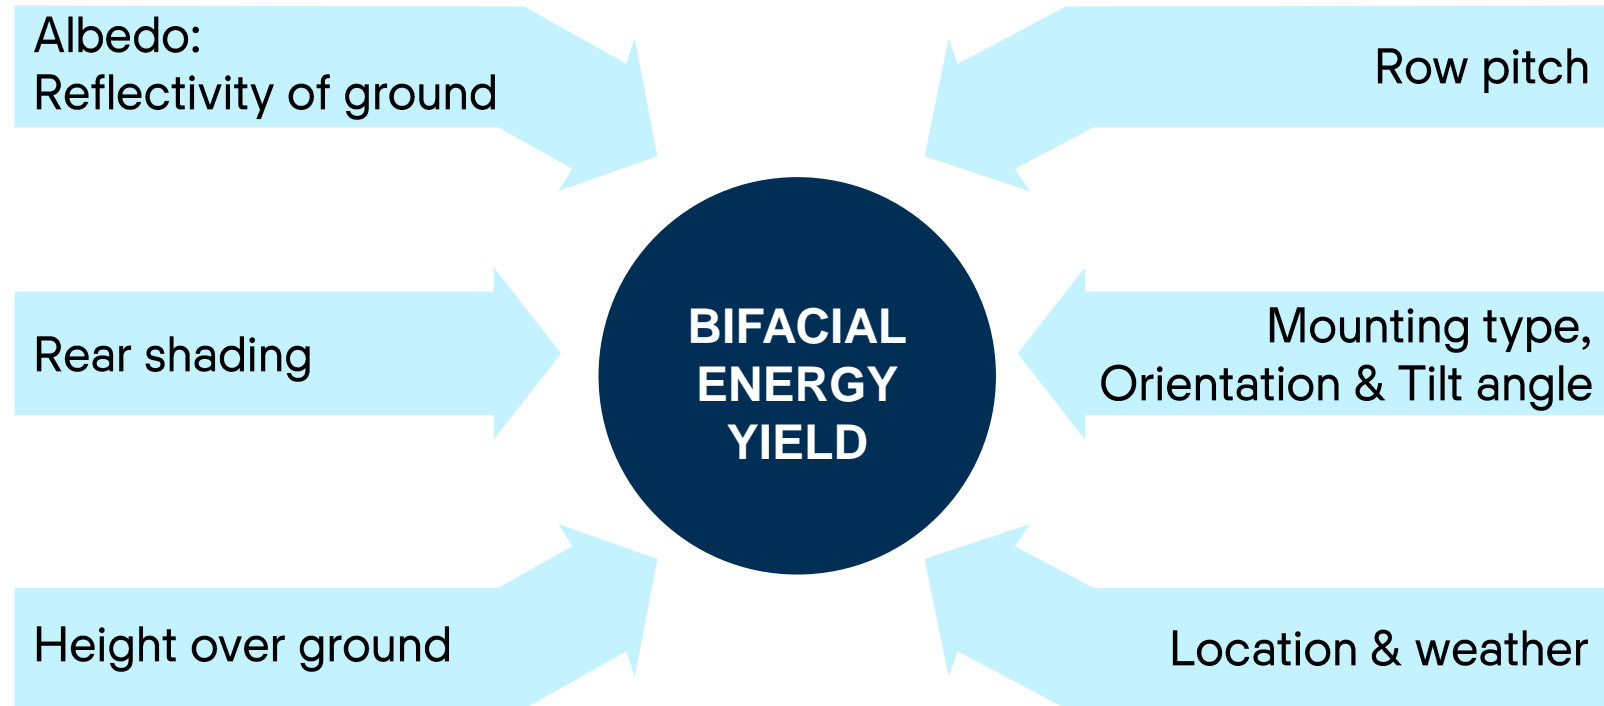 Albedo:
Reflectivity of ground
Row pitch
Rear shading
BIFACIAL
ENERGY
YIELD
Mounting type,
Orientation & Tilt angle
Height over ground
Location & weather